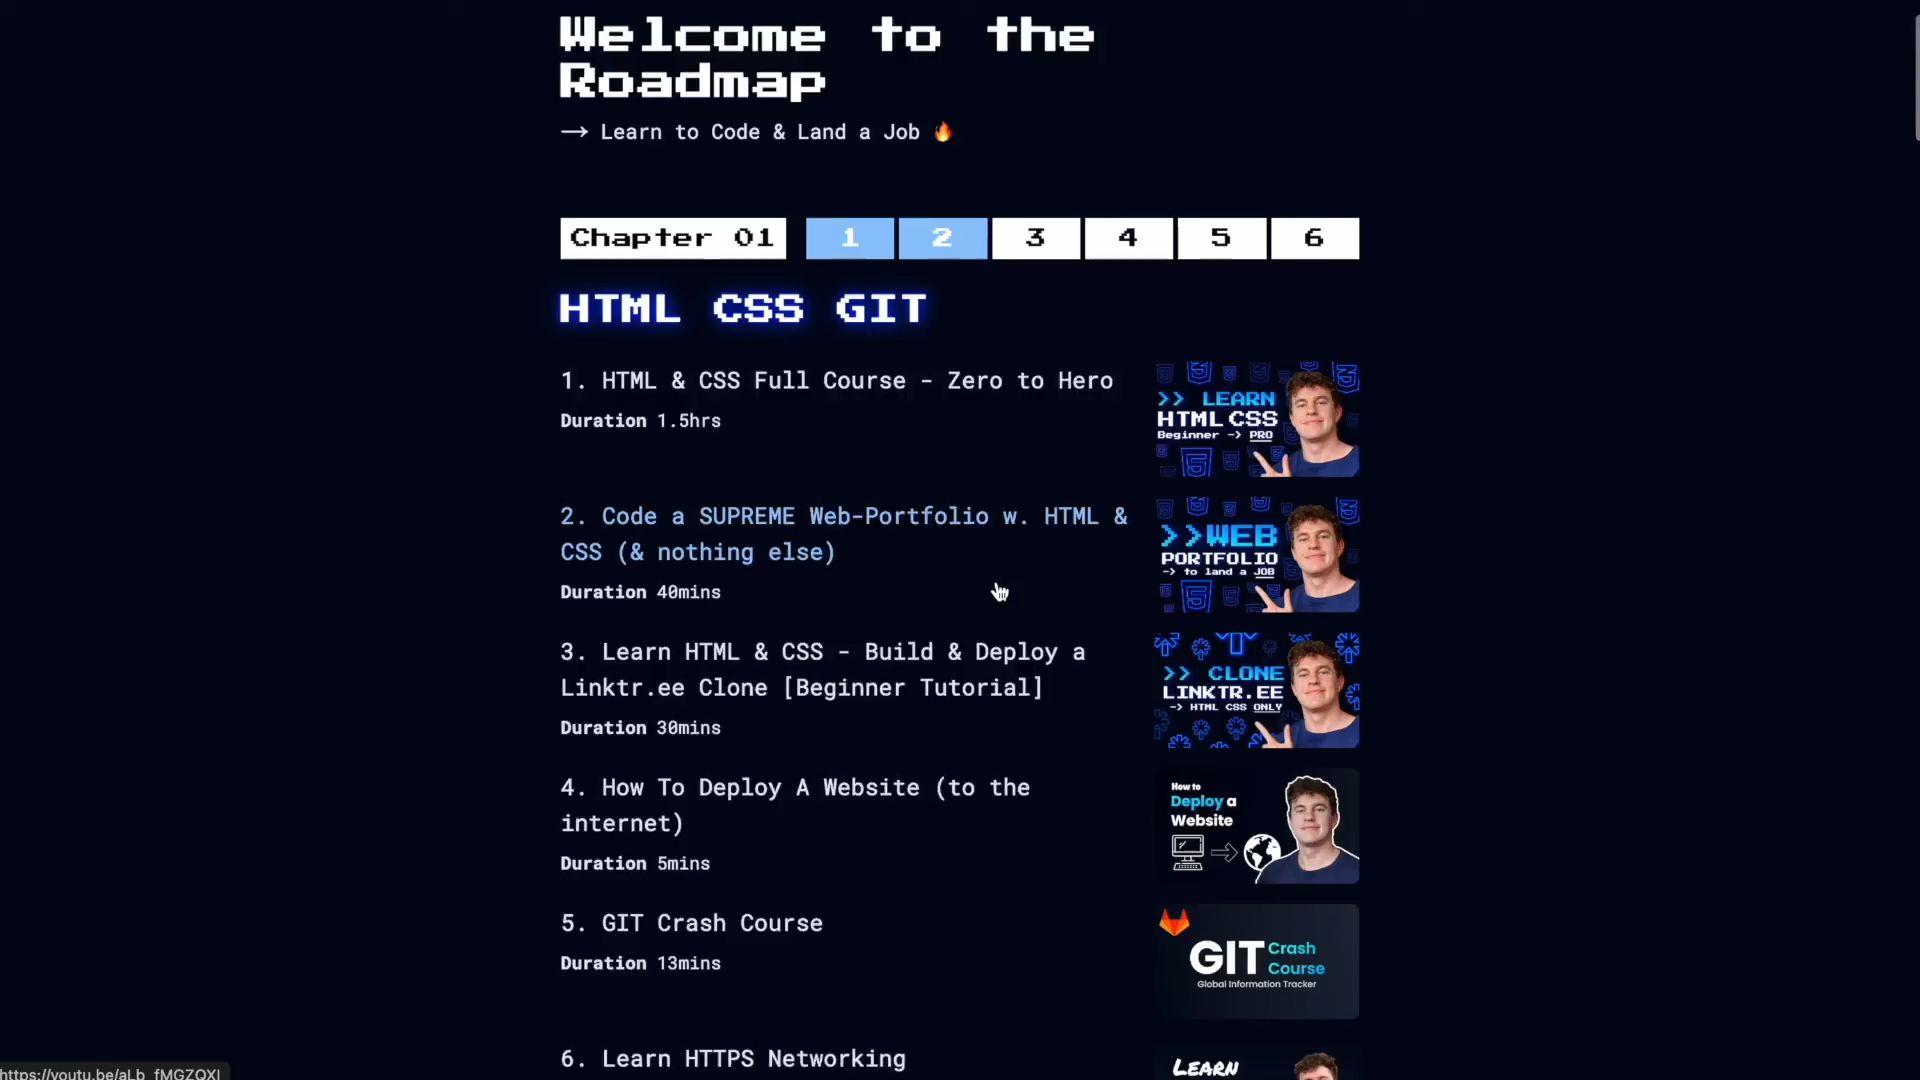 Welcome to the
Roadmap
→ Learn to Code & Land a Job 🔥
Chapter 01 1 2 3 4 5 6
HTML CSS GIT
1. HTML & CSS Full Course - Zero to Hero
Duration 1.5hrs
>> LEARN
HTML CSS
Beginner -> PRO
2. Code a SUPREME Web-Portfolio w. HTML &
CSS (& nothing else)
Duration 40mins
>>WEB
PORTFOLIO
-> to land a JOB
3. Learn HTML & CSS - Build & Deploy a
Linktr.ee Clone [Beginner Tutorial]
Duration 30mins
>> CLONE
LINKTR.EE
-> HTML CSS ONLY
4. How To Deploy A Website (to the
internet)
Duration 5mins
How to
Deploy a
Website
5. GIT Crash Course
Duration 13mins
GIT Crash
Course
Global Information Tracker
6. Learn HTTPS Networking
LEARN